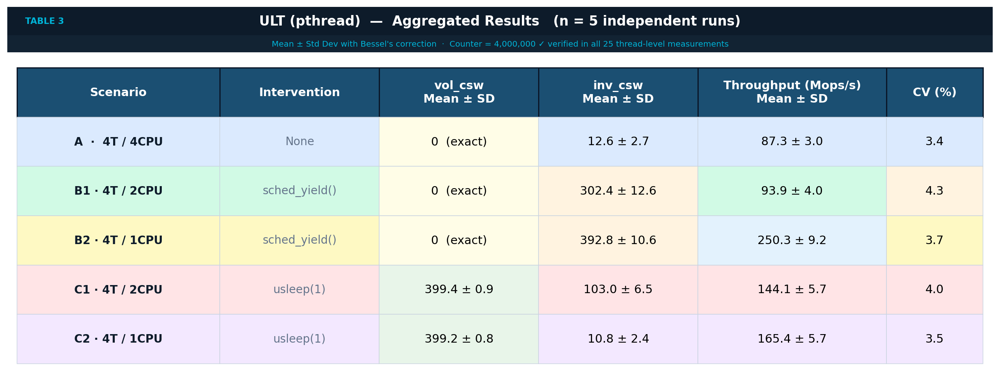 TABLE 3
ULT (pthread) — Aggregated Results (n = 5 independent runs)
Mean ± Std Dev with Bessel's correction · Counter = 4,000,000 ✓ verified in all 25 thread-level measurements
Scenario Intervention vol_csw Mean ± SD inv_csw Mean ± SD Throughput (Mops/s) Mean ± SD CV (%)
A · 4T / 4CPU None 0 (exact) 12.6 ± 2.7 87.3 ± 3.0 3.4
B1 · 4T / 2CPU sched_yield() 0 (exact) 302.4 ± 12.6 93.9 ± 4.0 4.3
B2 · 4T / 1CPU sched_yield() 0 (exact) 392.8 ± 10.6 250.3 ± 9.2 3.7
C1 · 4T / 2CPU usleep(1) 399.4 ± 0.9 103.0 ± 6.5 144.1 ± 5.7 4.0
C2 · 4T / 1CPU usleep(1) 399.2 ± 0.8 10.8 ± 2.4 165.4 ± 5.7 3.5